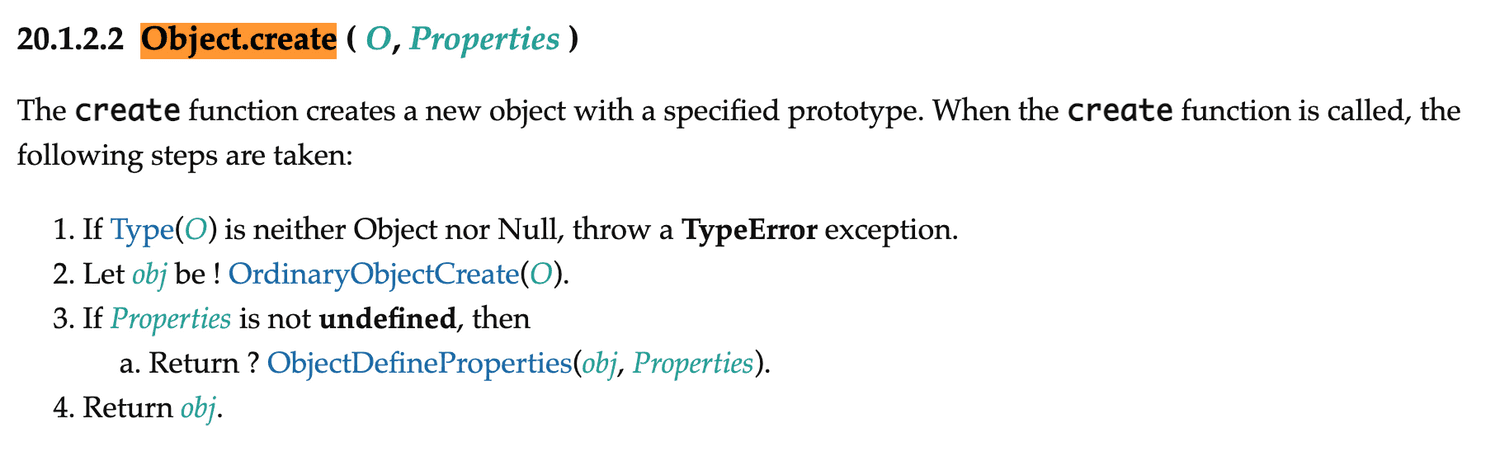 20.1.2.2 Object.create ( O, Properties )
The create function creates a new object with a specified prototype. When the create function is called, the
following steps are taken:
1. If Type(O) is neither Object nor Null, throw a TypeError exception.
2. Let obj be ! OrdinaryObjectCreate(O).
3. If Properties is not undefined, then
a. Return ? ObjectDefineProperties(obj, Properties).
4. Return obj.